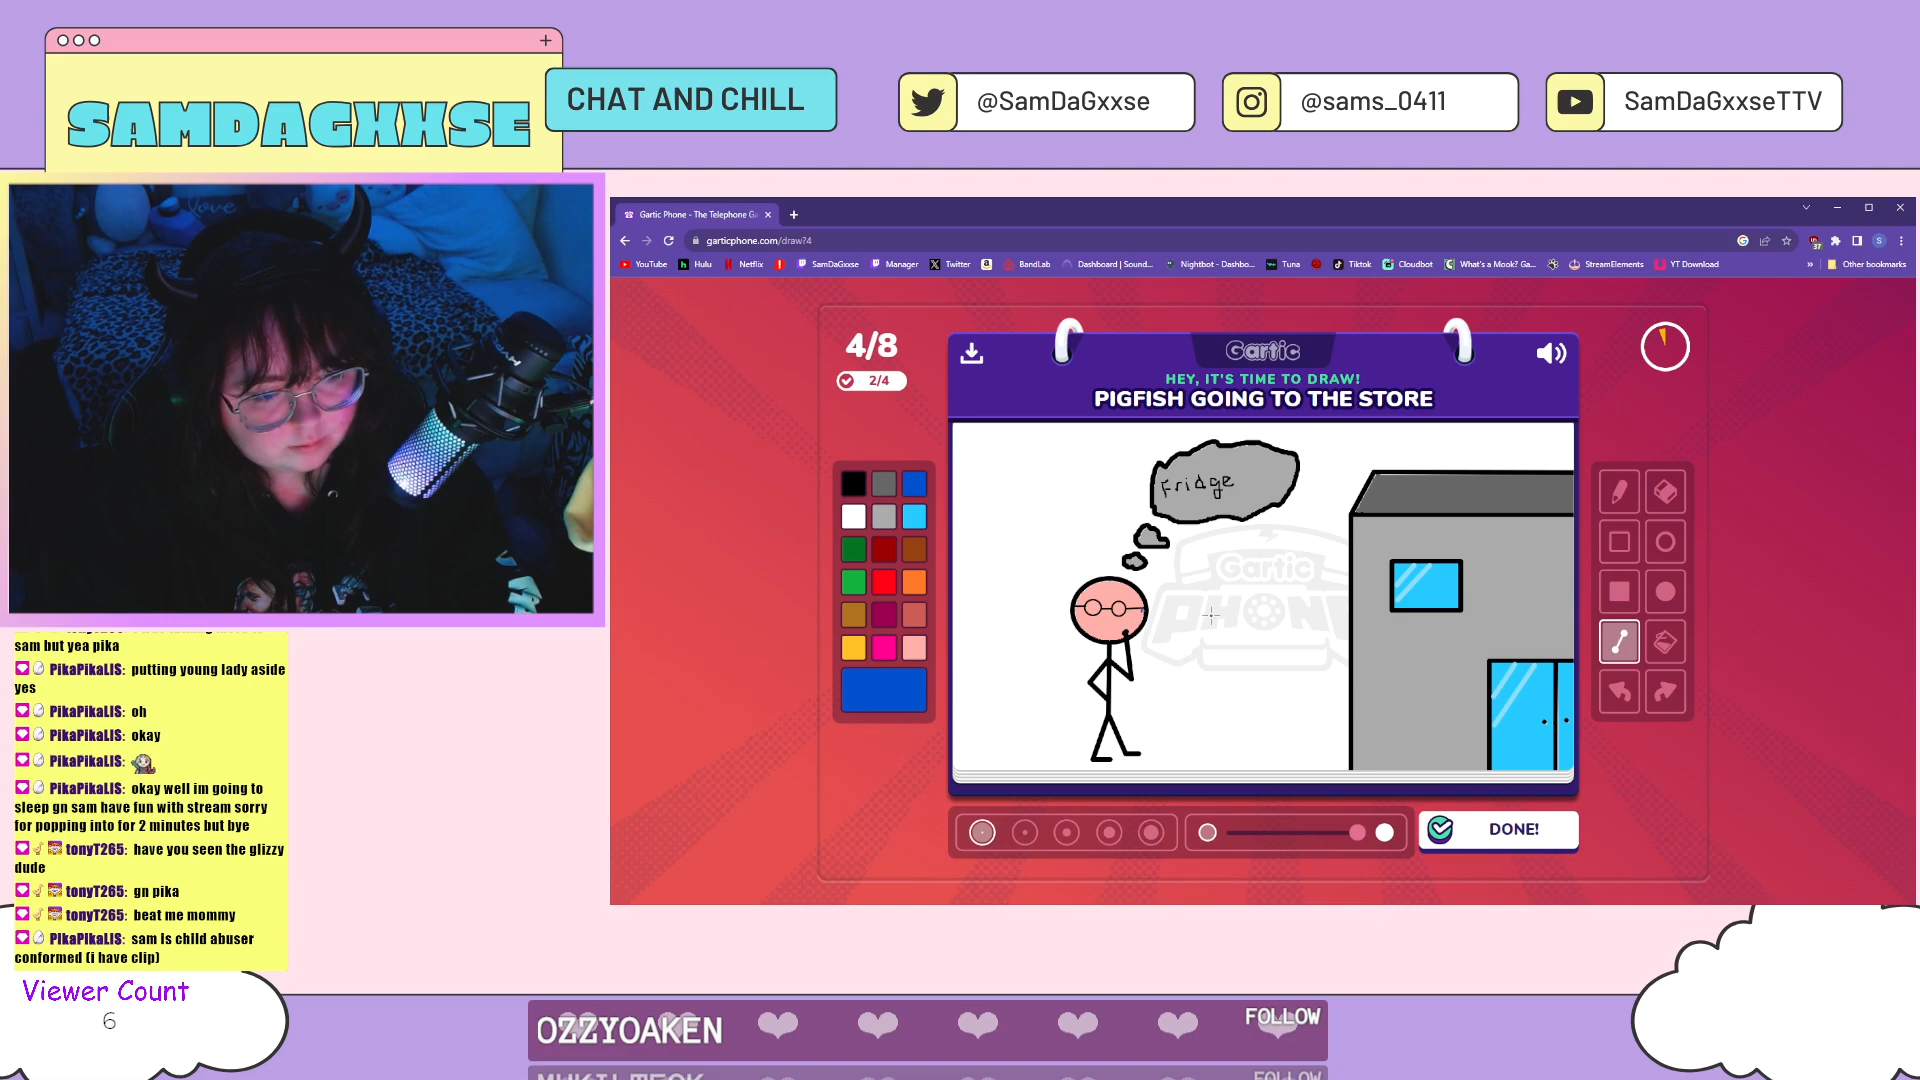 SAMDAGXXSE
CHAT AND CHILL
@SamDaGxxse
@sams_0411
SamDaGxxseTTV
love
Gartic Phone - The Telephone Ga
garticphone.com/draw?4
37
S
YouTube
Hulu
Netflix
SamDaGxxse
Manager
Twitter
BandLab
Dashboard | Sound...
Nightbot - Dashbo...
Tuna
Tiktok
Cloudbot
What's a Mook? Ga...
StreamElements
YT Download
»
Other bookmarks
4/8
2/4
Gartic
HEY, IT'S TIME TO DRAW!
PIGFISH GOING TO THE STORE
Fridge
Gartic
PHONE
DONE!
sam but yea pika
PikaPikaLIS: putting young lady aside
yes
PikaPikaLIS: oh
PikaPikaLIS: okay
PikaPikaLIS:
PikaPikaLIS: okay well im going to
sleep gn sam have fun with stream sorry
for popping into for 2 minutes but bye
tonyT265: have you seen the glizzy
dude
tonyT265: gn pika
tonyT265: beat me mommy
PikaPikaLIS: sam is child abuser
conformed (i have clip)
Viewer Count
6
OZZYOAKEN
FOLLOW
FOLLOW